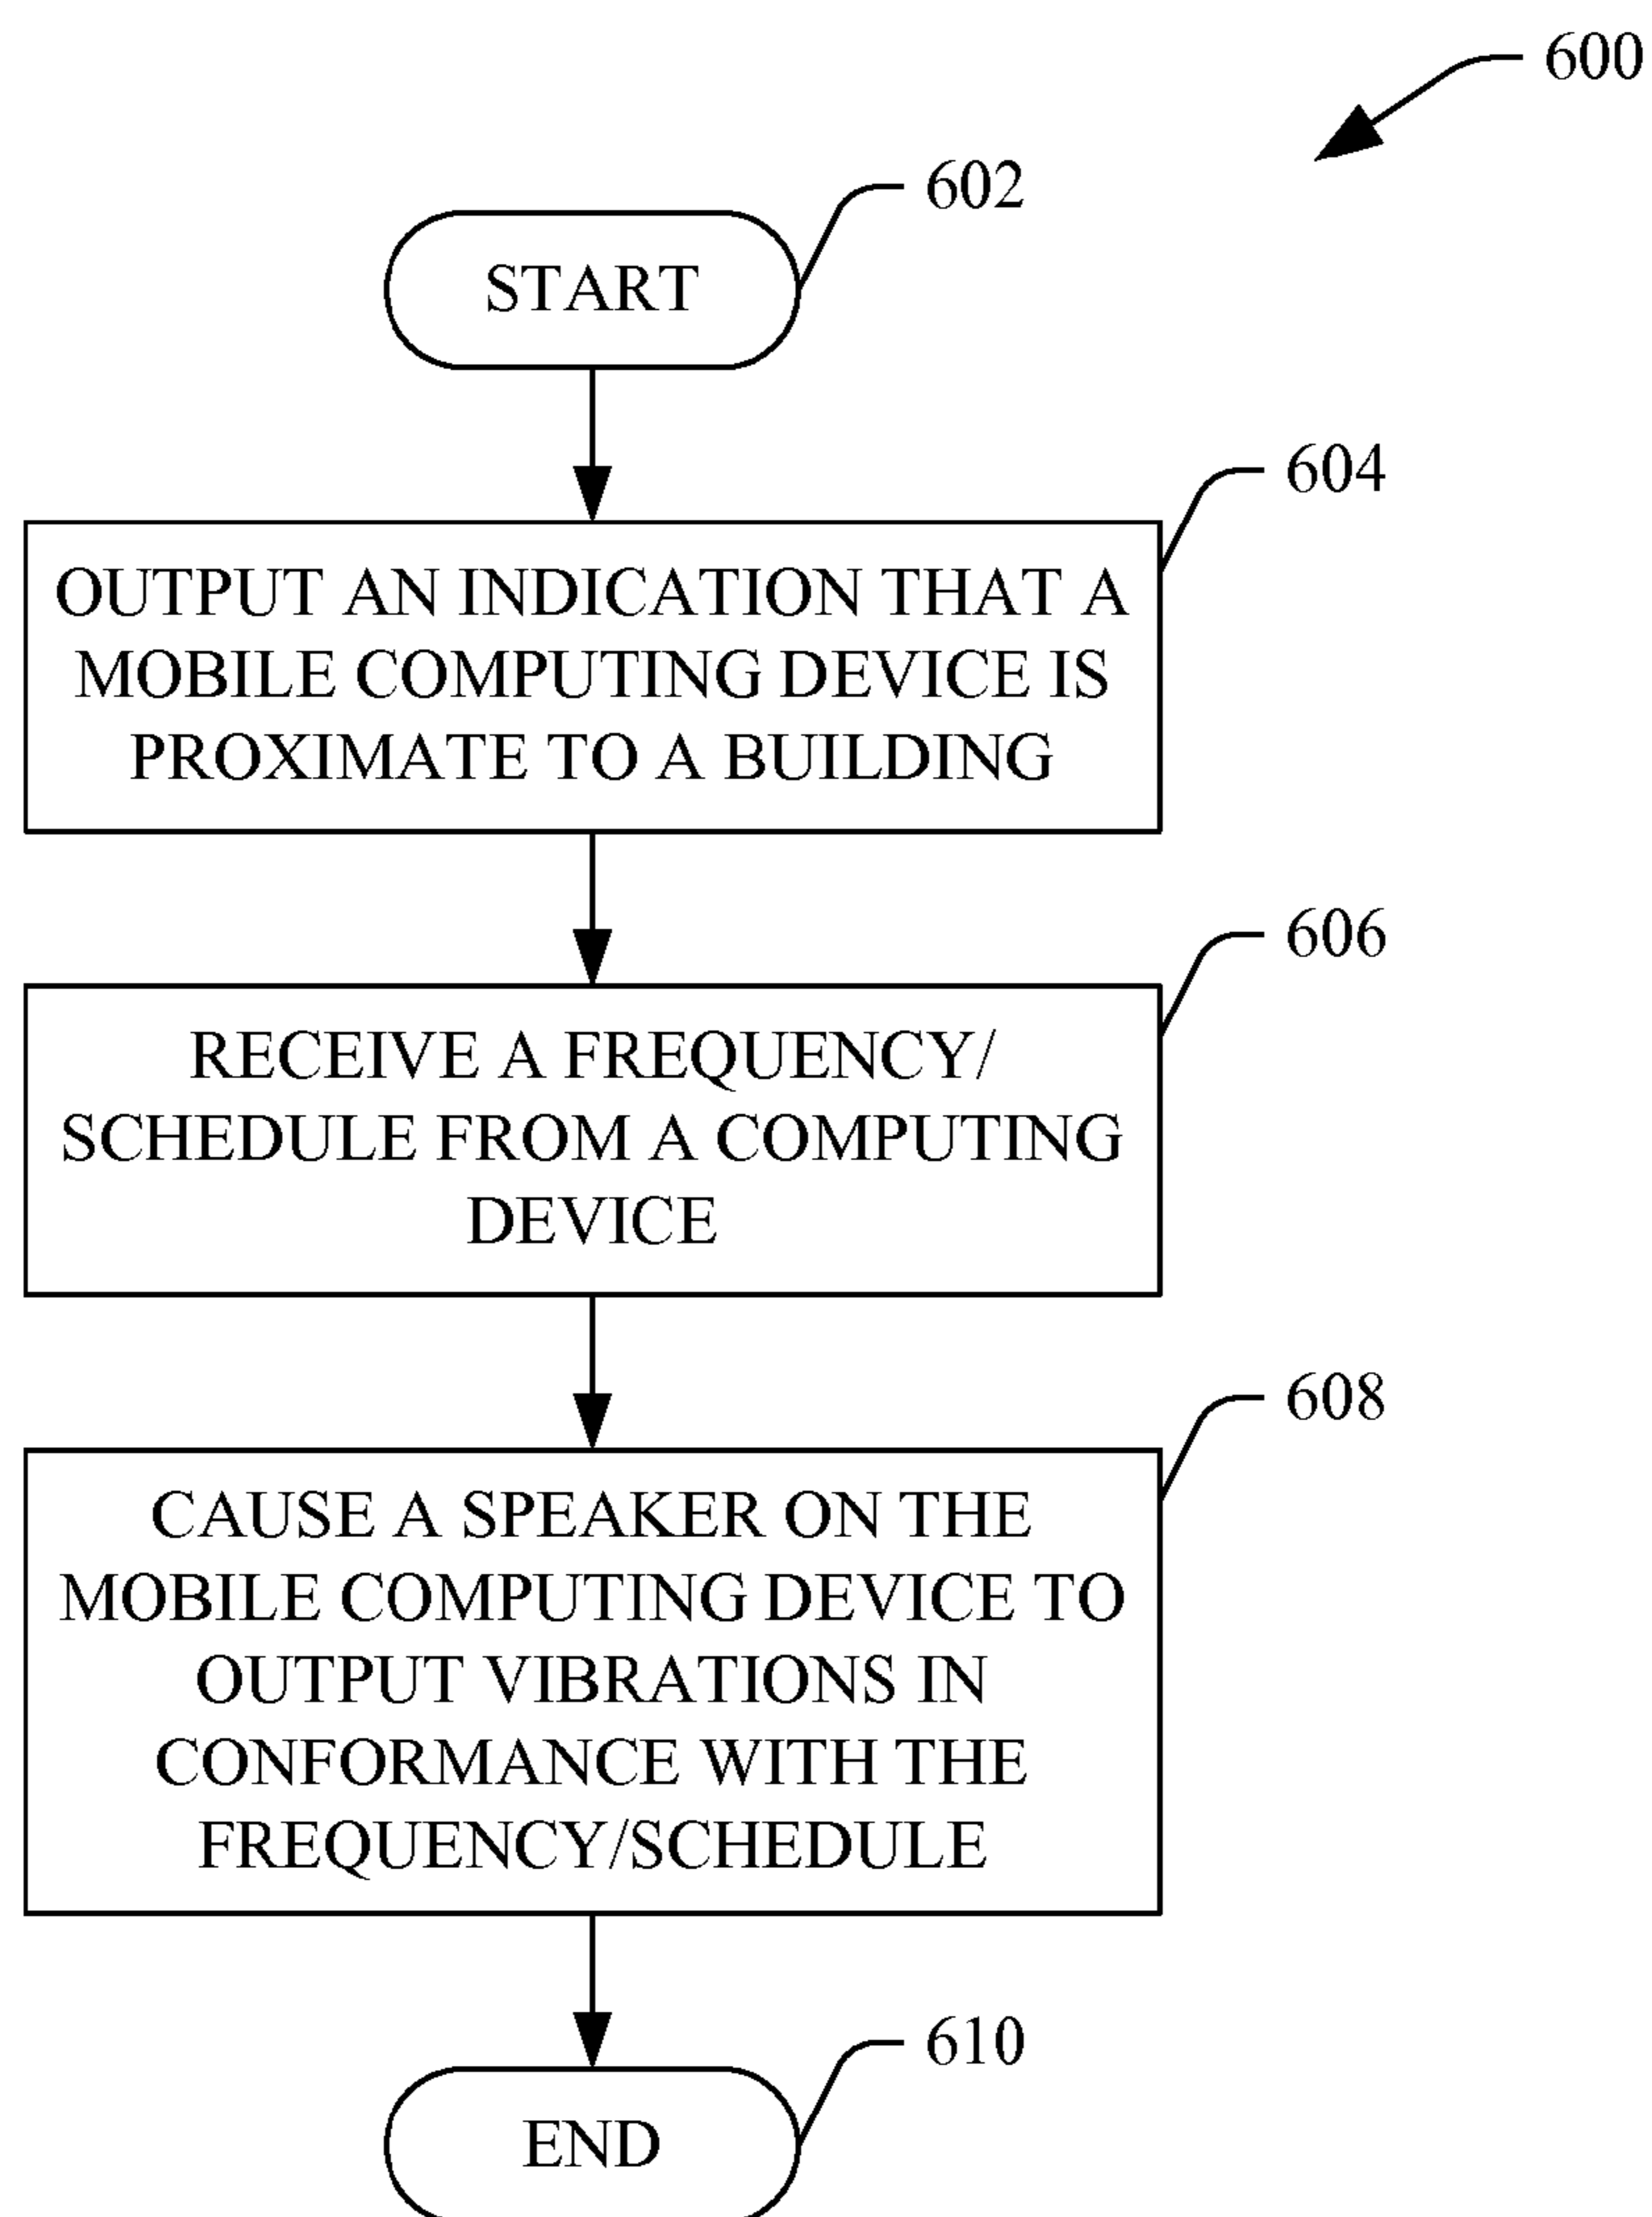 600
602
START
604
OUTPUT AN INDICATION THAT A
MOBILE COMPUTING DEVICE IS
PROXIMATE TO A BUILDING
606
RECEIVE A FREQUENCY/
SCHEDULE FROM A COMPUTING
DEVICE
608
CAUSE A SPEAKER ON THE
MOBILE COMPUTING DEVICE TO
OUTPUT VIBRATIONS IN
CONFORMANCE WITH THE
FREQUENCY/SCHEDULE
610
END